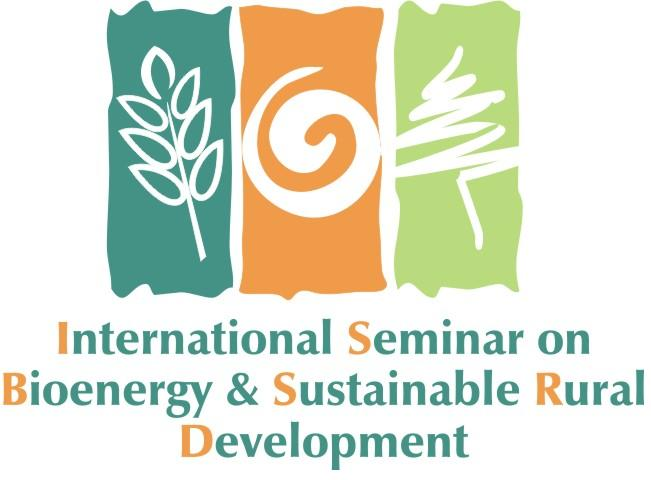 International Seminar on
Bioenergy & Sustainable Rural
Development